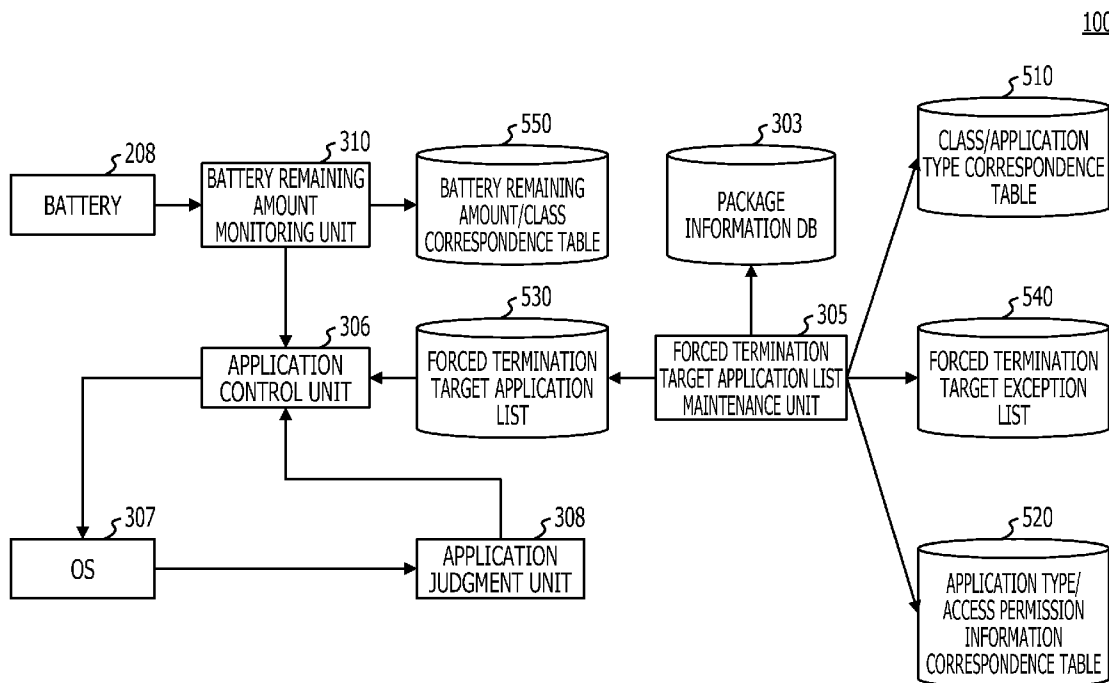 100
510
CLASS/APPLICATION
TYPE CORRESPONDENCE
TABLE
208
BATTERY
310
BATTERY REMAINING
AMOUNT
MONITORING UNIT
550
BATTERY REMAINING
AMOUNT/CLASS
CORRESPONDENCE TABLE
303
PACKAGE
INFORMATION DB
306
APPLICATION
CONTROL UNIT
530
FORCED TERMINATION
TARGET APPLICATION
LIST
305
FORCED TERMINATION
TARGET APPLICATION LIST
MAINTENANCE UNIT
540
FORCED TERMINATION
TARGET EXCEPTION
LIST
307
OS
308
APPLICATION
JUDGMENT UNIT
520
APPLICATION TYPE/
ACCESS PERMISSION
INFORMATION
CORRESPONDENCE TABLE